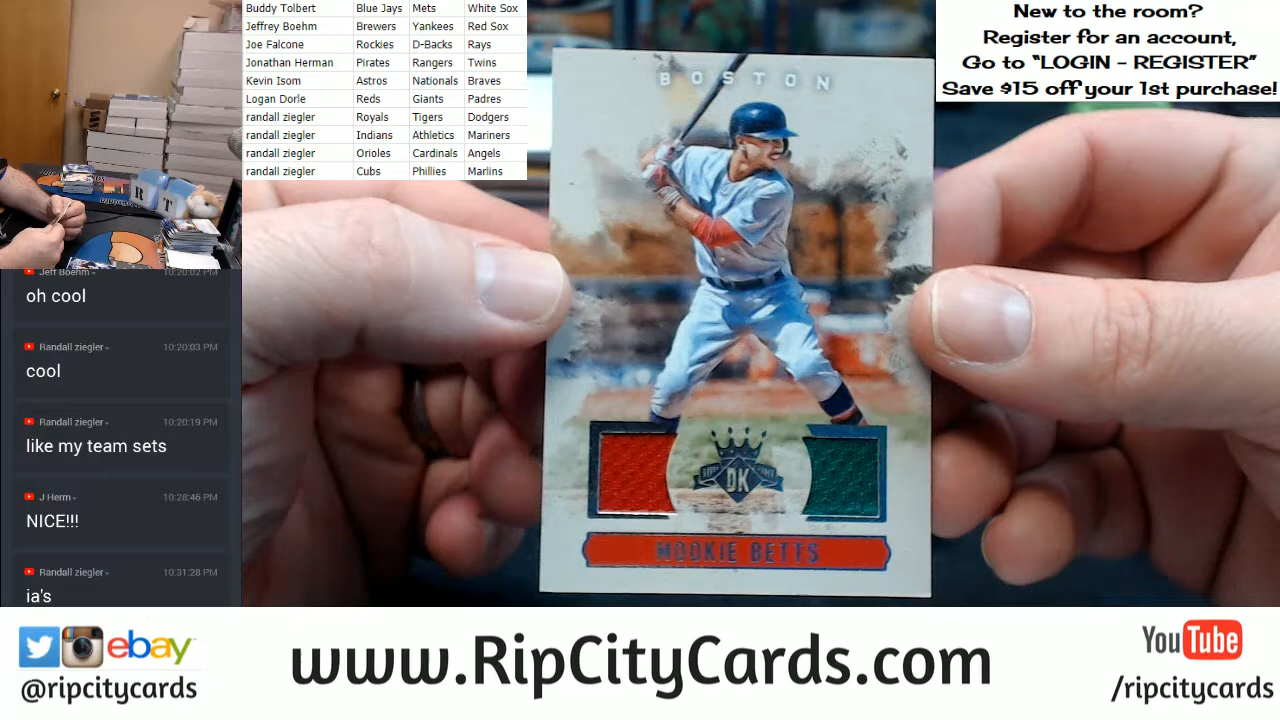 Buddy Tolbert Blue Jays Mets White Sox
Jeffrey Boehm Brewers Yankees Red Sox
Joe Falcone Rockies D-Backs Rays
Jonathan Herman Pirates Rangers Twins
Kevin Isom Astros Nationals Braves
Logan Dorle Reds Giants Padres
randall ziegler Royals Tigers Dodgers
randall ziegler Indians Athletics Mariners
randall ziegler Orioles Cardinals Angels
randall ziegler Cubs Phillies Marlins
New to the room?
Register for an account,
Go to “LOGIN - REGISTER”
Save $15 off your 1st purchase!
BOSTON
DK
MOOKIE BETTS
R T
Jeff Boehm 10:20:02 PM
oh cool
Randall ziegler 10:20:03 PM
cool
Randall ziegler 10:20:19 PM
like my team sets
J Herm 10:28:46 PM
NICE!!!
Randall ziegler 10:31:28 PM
ia's
ebay
@ripcitycards
www.RipCityCards.com
YouTube
/ripcitycards